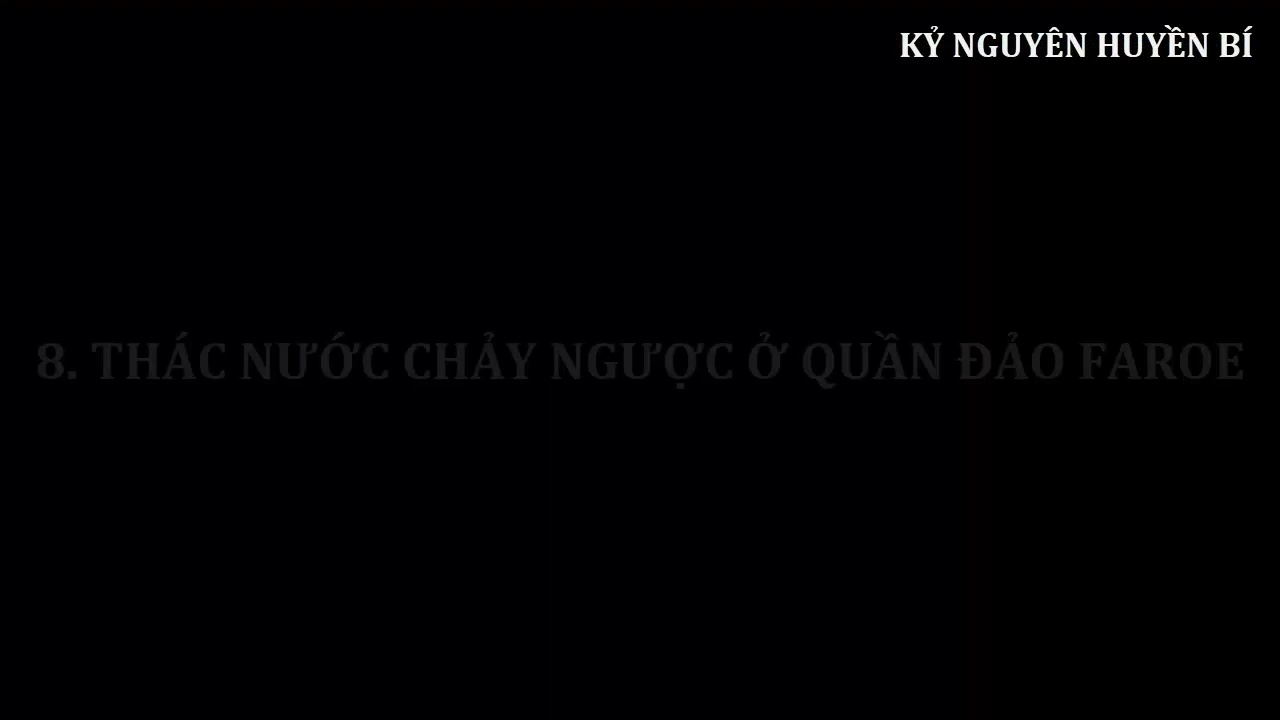 KỶ NGUYÊN HUYỀN BÍ
8. THÁC NƯỚC CHẢY NGƯỢC Ở QUẦN ĐẢO FAROE